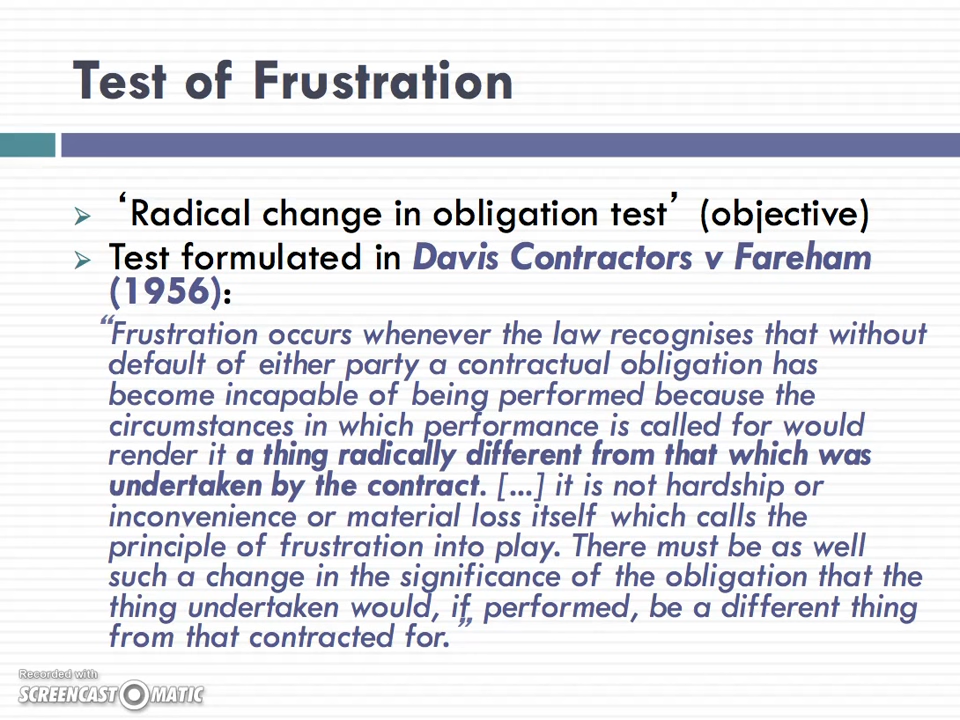 Test of Frustration
➢ ‘Radical change in obligation test’ (objective)
➢ Test formulated in Davis Contractors v Fareham
(1956):
“Frustration occurs whenever the law recognises that without
default of either party a contractual obligation has
become incapable of being performed because the
circumstances in which performance is called for would
render it a thing radically different from that which was
undertaken by the contract. [...] it is not hardship or
inconvenience or material loss itself which calls the
principle of frustration into play. There must be as well
such a change in the significance of the obligation that the
thing undertaken would, if performed, be a different thing
from that contracted for.”
Recorded with
SCREENCAST-O-MATIC